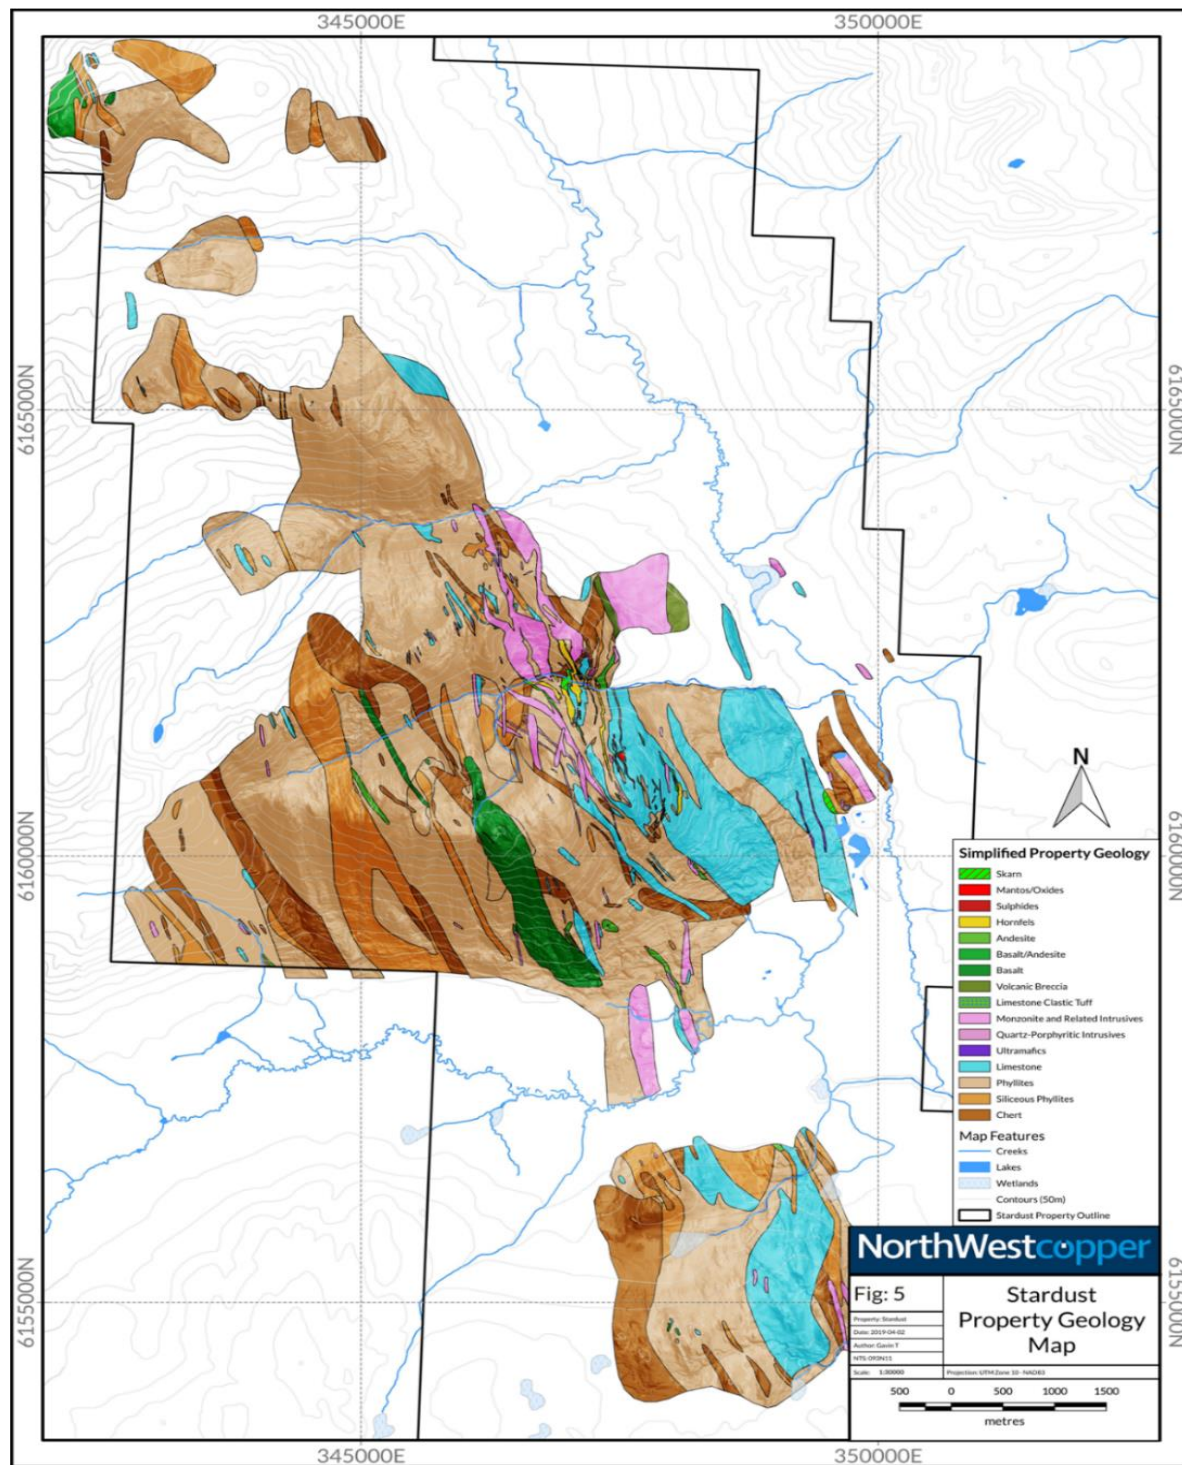 345000E
350000E
6165000N
6165000N
6160000N
6160000N
6155000N
6155000N
N
Simplified Property Geology
Skarn
Mantos/Oxides
Sulphides
Hornfels
Andesite
Basalt/Andesite
Basalt
Volcanic Breccia
Limestone Clastic Tuff
Monzonite and Related Intrusives
Quartz-Porphyritic Intrusives
Ultramafics
Limestone
Phyllites
Siliceous Phyllites
Chert
Map Features
Creeks
Lakes
Wetlands
Contours (50m)
Stardust Property Outline
NorthWestcopper
Fig: 5
Property: Stardust
Date: 2019-04-02
Author: Gavin T
Scale: 1:30000
Stardust
Property Geology
Map
Projection: UTM Zone 10 - NAD83
500 0 500 1000 1500
metres
345000E
350000E